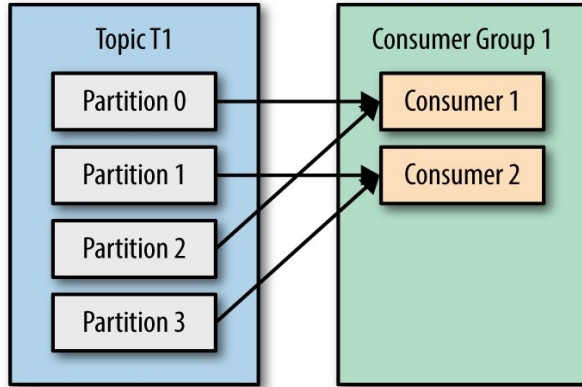 Topic T1
Partition 0
Partition 1
Partition 2
Partition 3
Consumer Group 1
Consumer 1
Consumer 2